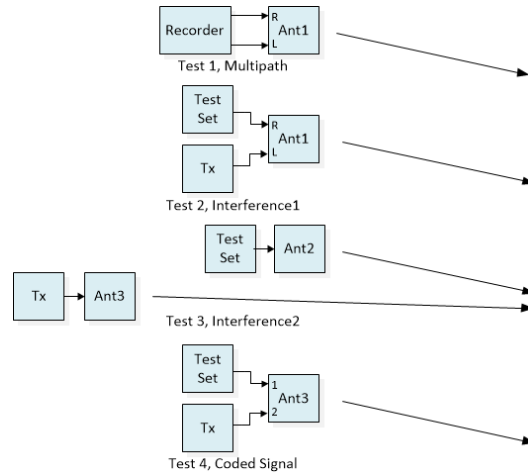 Recorder
R
L
Ant1
Test 1, Multipath
Test
Set
Tx
R
L
Ant1
Test 2, Interference1
Test
Set
Ant2
Tx
Ant3
Test 3, Interference2
Test
Set
Tx
1
2
Ant3
Test 4, Coded Signal